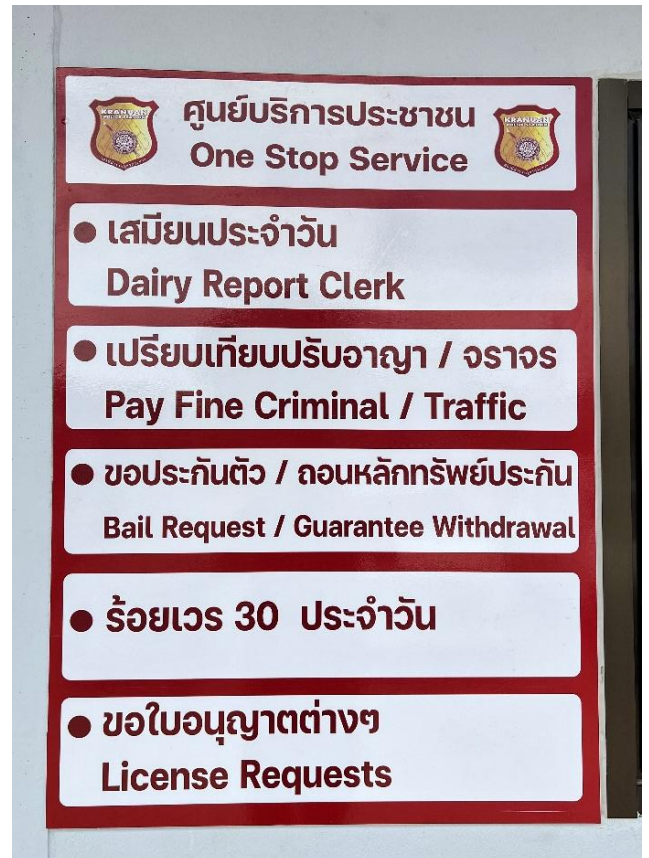 ศูนย์บริการประชาชน
One Stop Service
KRANUAN
KRANUAN
เสมียนประจำวัน
Dairy Report Clerk
เปรียบเทียบปรับอาญา / จราจร
Pay Fine Criminal / Traffic
ขอประกันตัว / ถอนหลักทรัพย์ประกัน
Bail Request / Guarantee Withdrawal
ร้อยเวร 30 ประจำวัน
ขอใบอนุญาตต่างๆ
License Requests